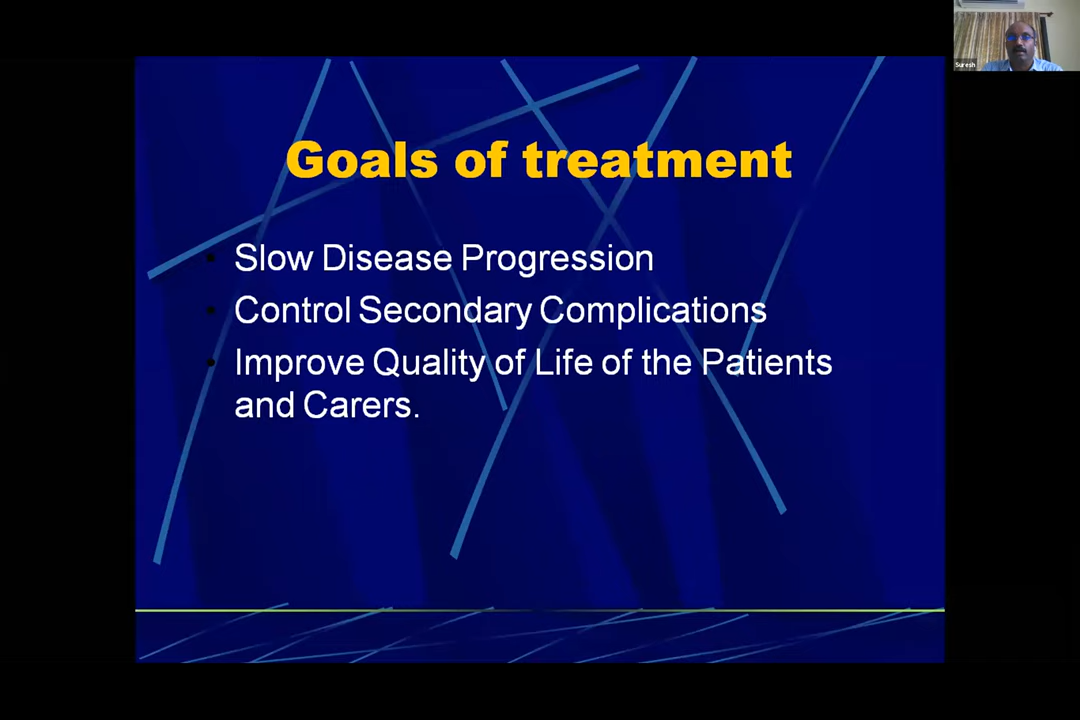 Suresh
Goals of treatment
Slow Disease Progression
Control Secondary Complications
Improve Quality of Life of the Patients
and Carers.